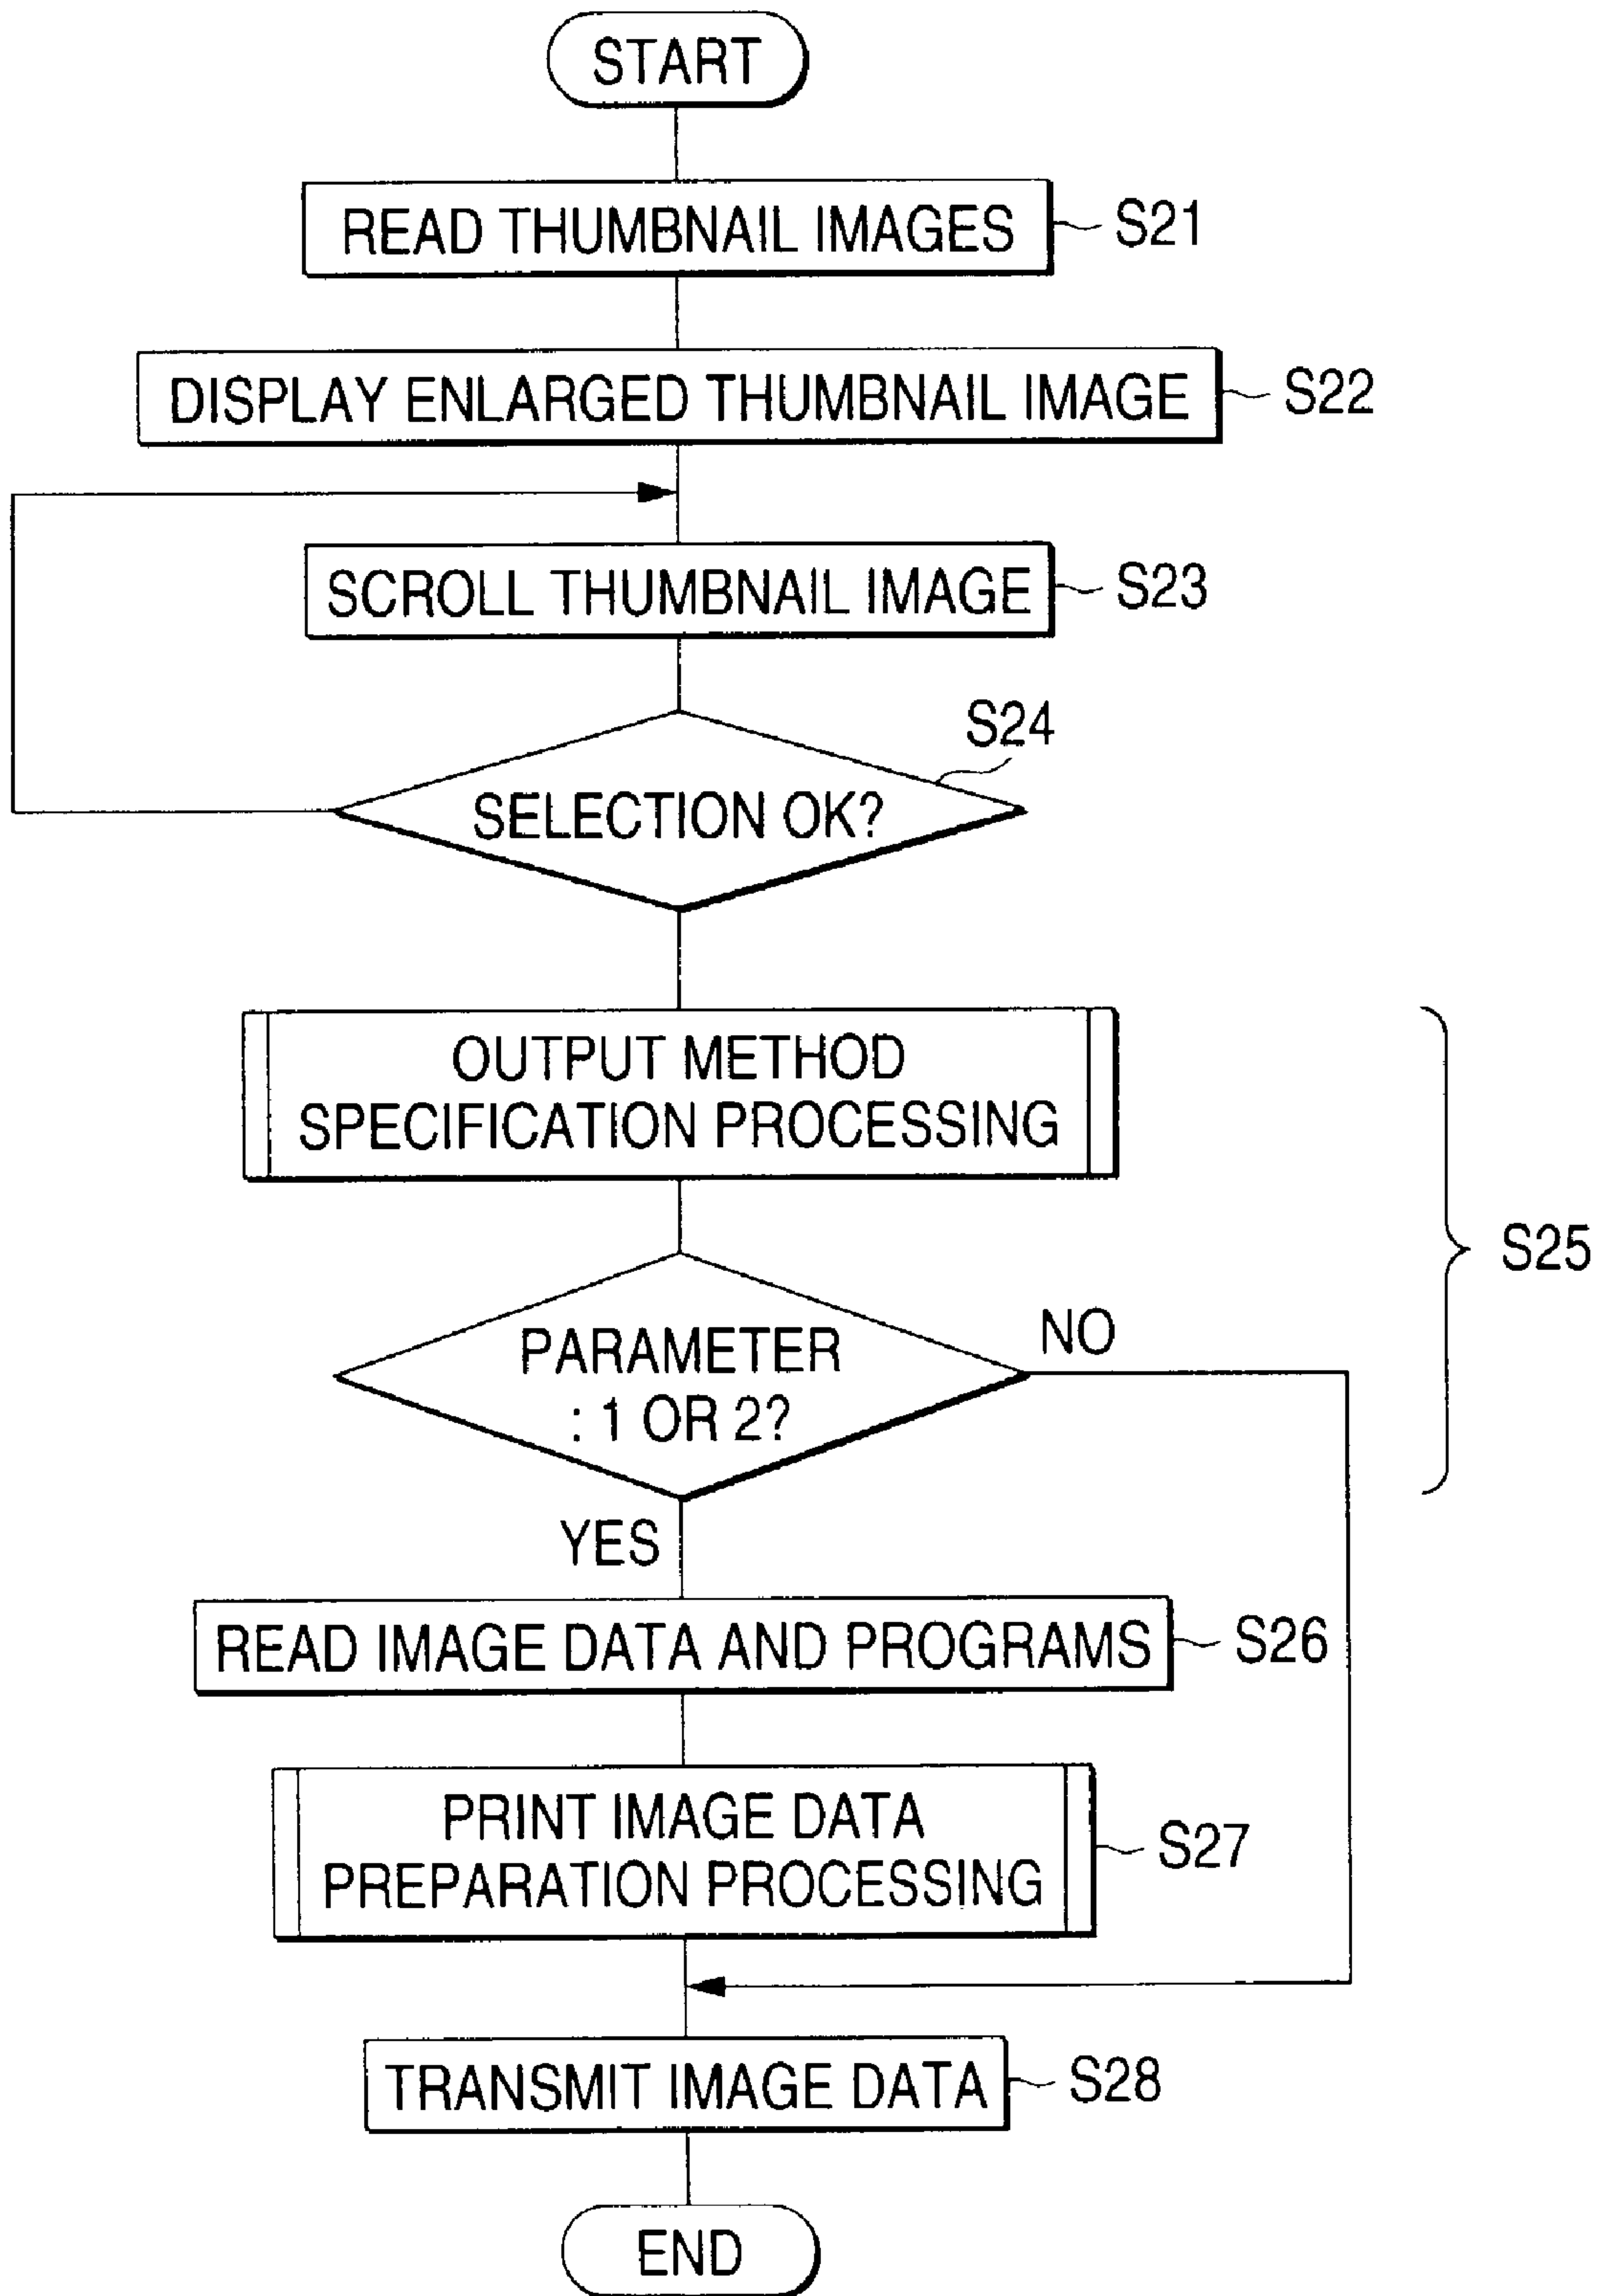 START
READ THUMBNAIL IMAGES
S21
DISPLAY ENLARGED THUMBNAIL IMAGE
S22
SCROLL THUMBNAIL IMAGE
S23
S24
SELECTION OK?
OUTPUT METHOD
SPECIFICATION PROCESSING
S25
PARAMETER
: 1 OR 2?
NO
YES
READ IMAGE DATA AND PROGRAMS
S26
PRINT IMAGE DATA
PREPARATION PROCESSING
S27
TRANSMIT IMAGE DATA
S28
END